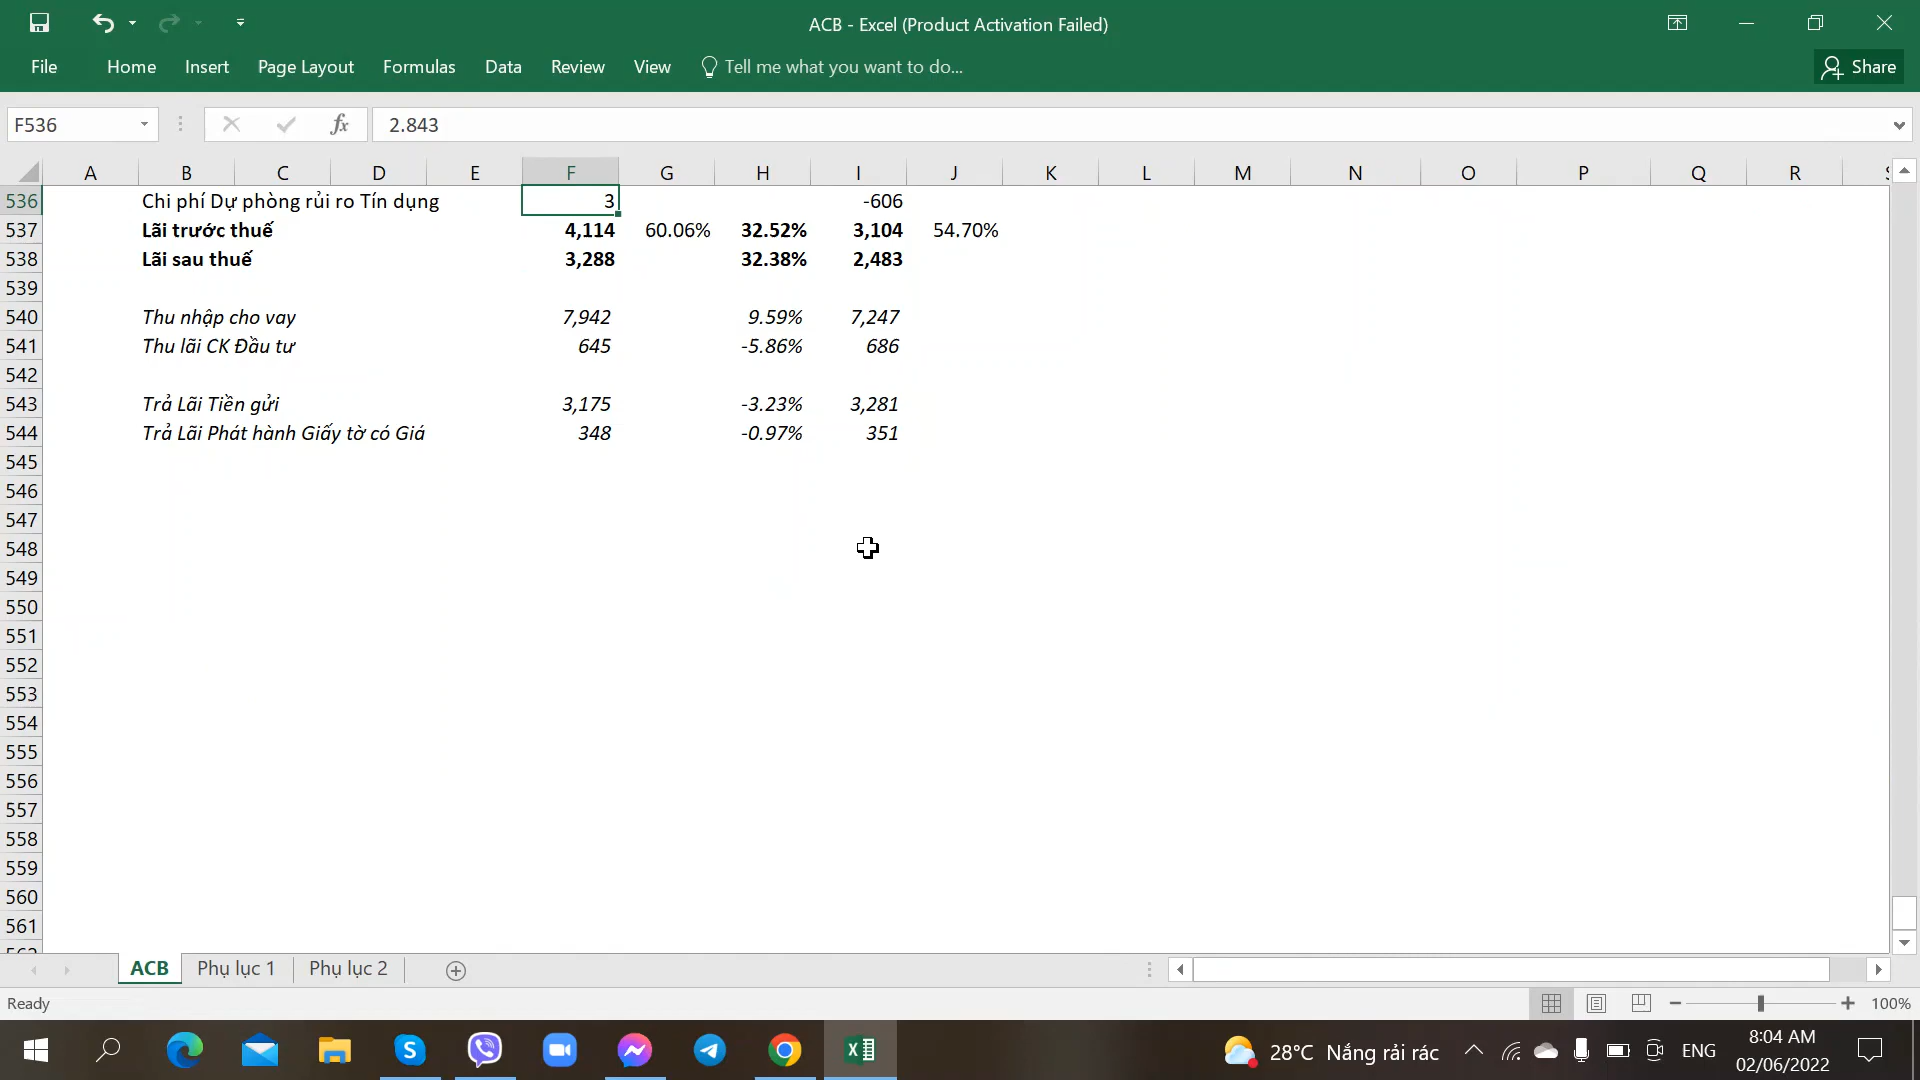 ACB - Excel (Product Activation Failed)
File Home Insert Page Layout Formulas Data Review View Tell me what you want to do... Share
F536 fx 2.843
A B C D E F G H I J K L M N O P Q R
536 Chi phí Dự phòng rủi ro Tín dụng 3 -606
537 Lãi trước thuế 4,114 60.06% 32.52% 3,104 54.70%
538 Lãi sau thuế 3,288 32.38% 2,483
539
540 Thu nhập cho vay 7,942 9.59% 7,247
541 Thu lãi CK Đầu tư 645 -5.86% 686
542
543 Trả Lãi Tiền gửi 3,175 -3.23% 3,281
544 Trả Lãi Phát hành Giấy tờ có Giá 348 -0.97% 351
545
546
547
548
549
550
551
552
553
554
555
556
557
558
559
560
561
ACB Phụ lục 1 Phụ lục 2
Ready 100%
28°C Nắng rải rác ENG 8:04 AM
02/06/2022